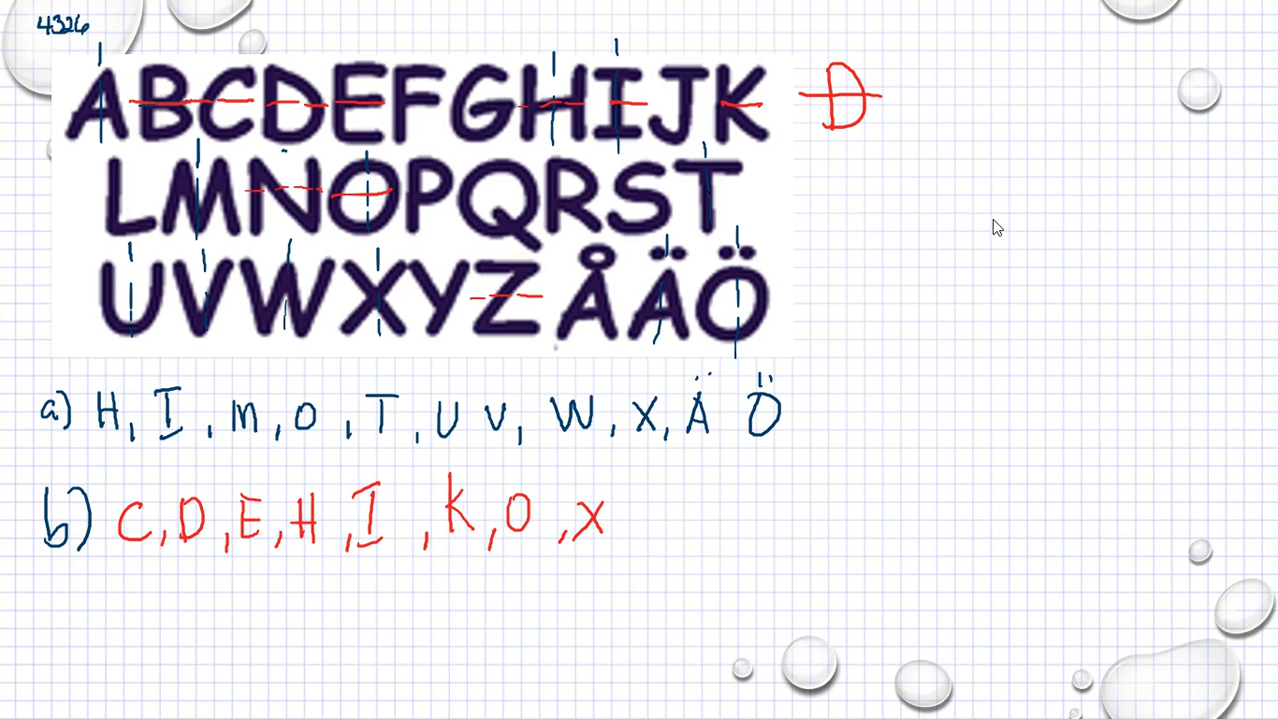 4326
ABCDEFGHIJK D
LMNOPQRST
UVWXYZÅÄÖ
a) H, I, M, O, T, U V, W, X, Ä Ö
b) C, D, E, H, I, K, O, X